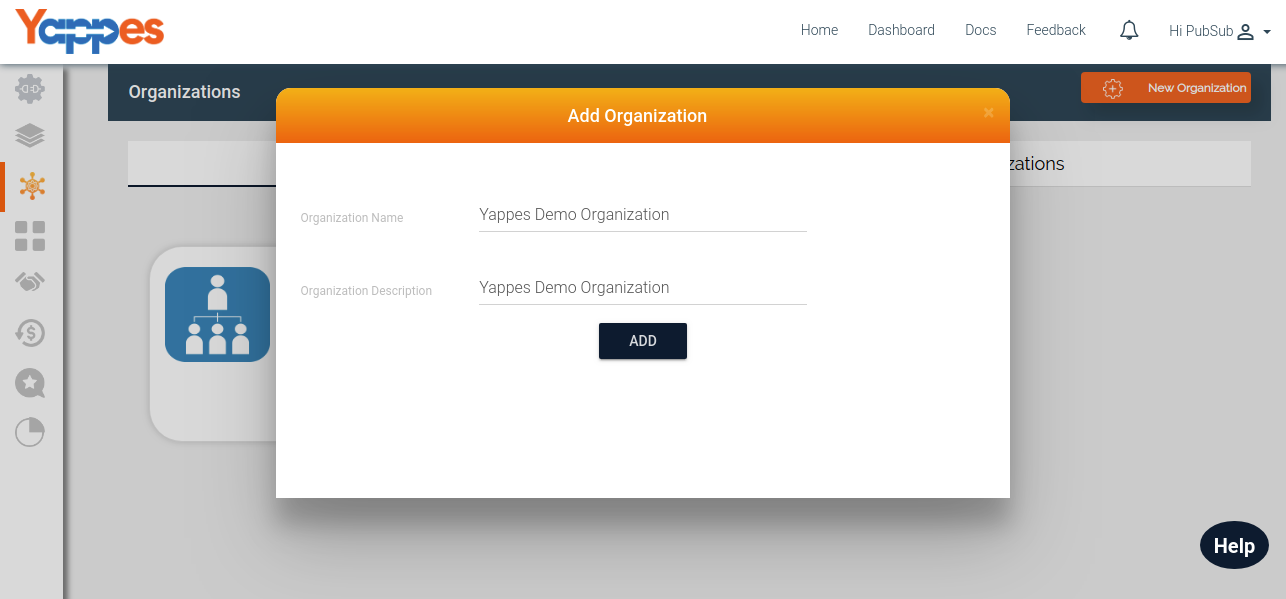 Yappes
Home Dashboard Docs Feedback Hi PubSub
Organizations
New Organization
Add Organization
×
zations
Organization Name Yappes Demo Organization
Organization Description Yappes Demo Organization
ADD
Help